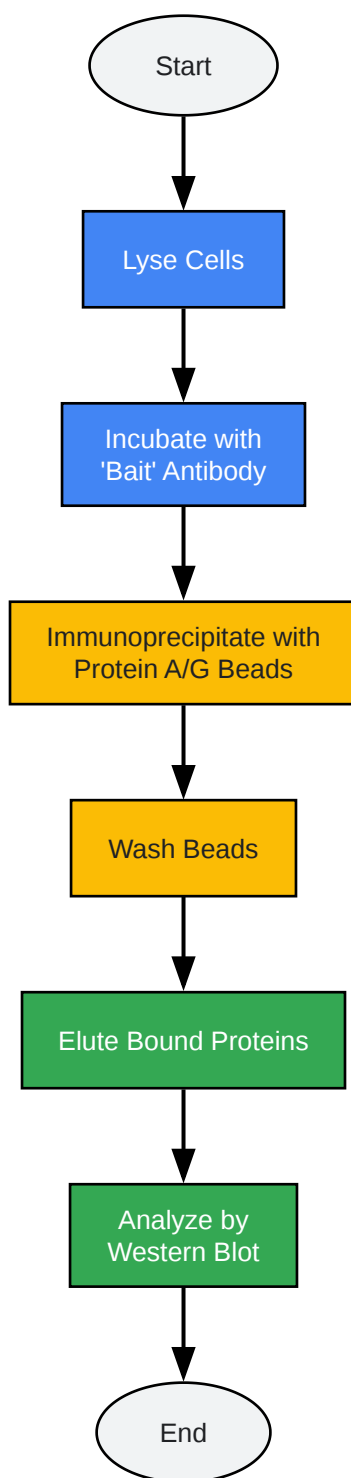 Start
Lyse Cells
Incubate with
'Bait' Antibody
Immunoprecipitate with
Protein A/G Beads
Wash Beads
Elute Bound Proteins
Analyze by
Western Blot
End